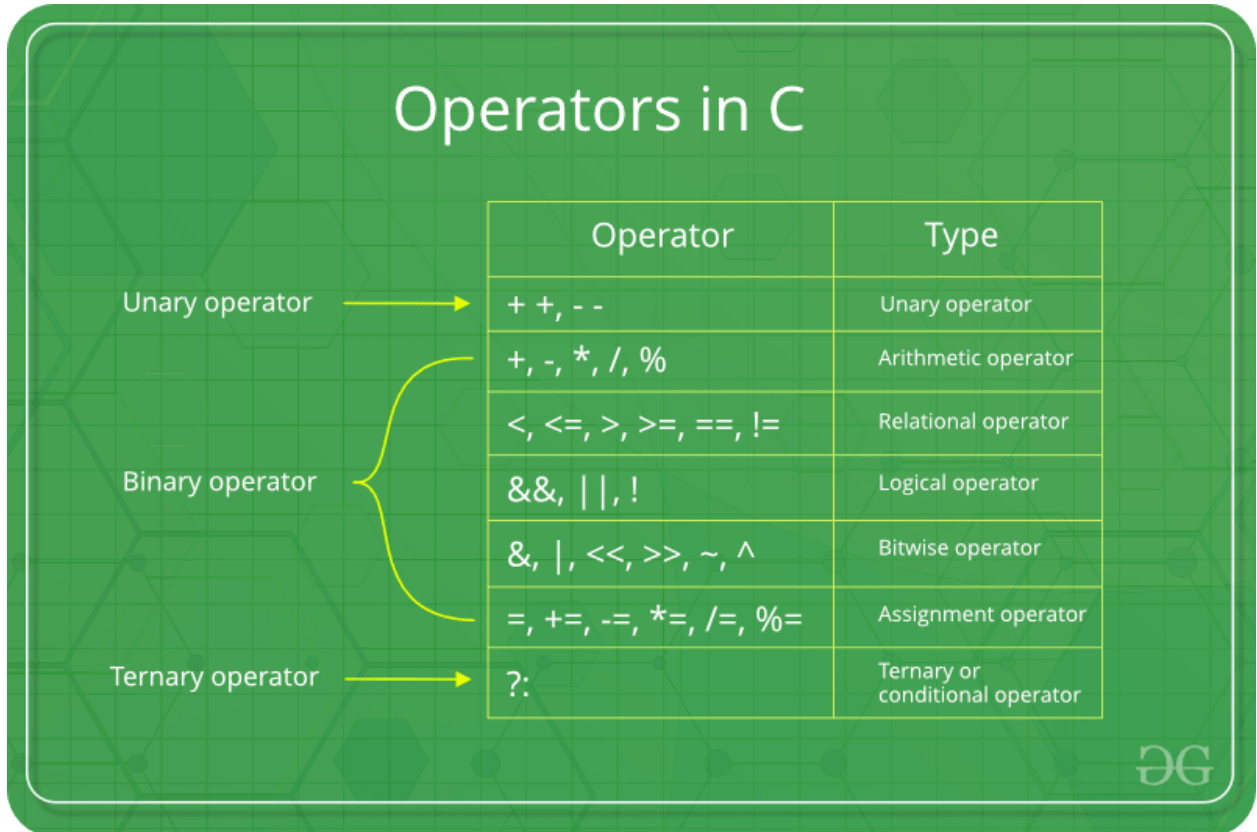 Operators in C
Operator Type
Unary operator + +, - - Unary operator
+, -, *, /, % Arithmetic operator
<, <=, >, >=, ==, != Relational operator
Binary operator &&, ||, ! Logical operator
&, |, <<, >>, ~, ^ Bitwise operator
=, +=, -=, *=, /=, %= Assignment operator
Ternary operator ?: Ternary or
conditional operator
GG